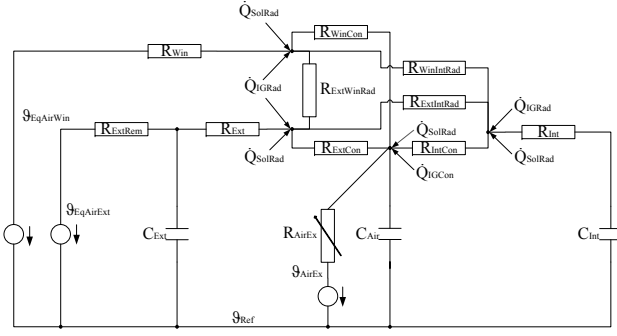 Q̇SolRad
RWinCon
RWin
RWinIntRad
Q̇IGRad
RExtWinRad
RExtIntRad
Q̇IGRad
ϑEqAirWin
RExtRem
RExt
Q̇SolRad
RInt
Q̇SolRad
RExtCon
RIntCon
Q̇SolRad
Q̇IGCon
ϑEqAirExt
CExt
RAirEx
CAir
CInt
ϑAirEx
ϑRef